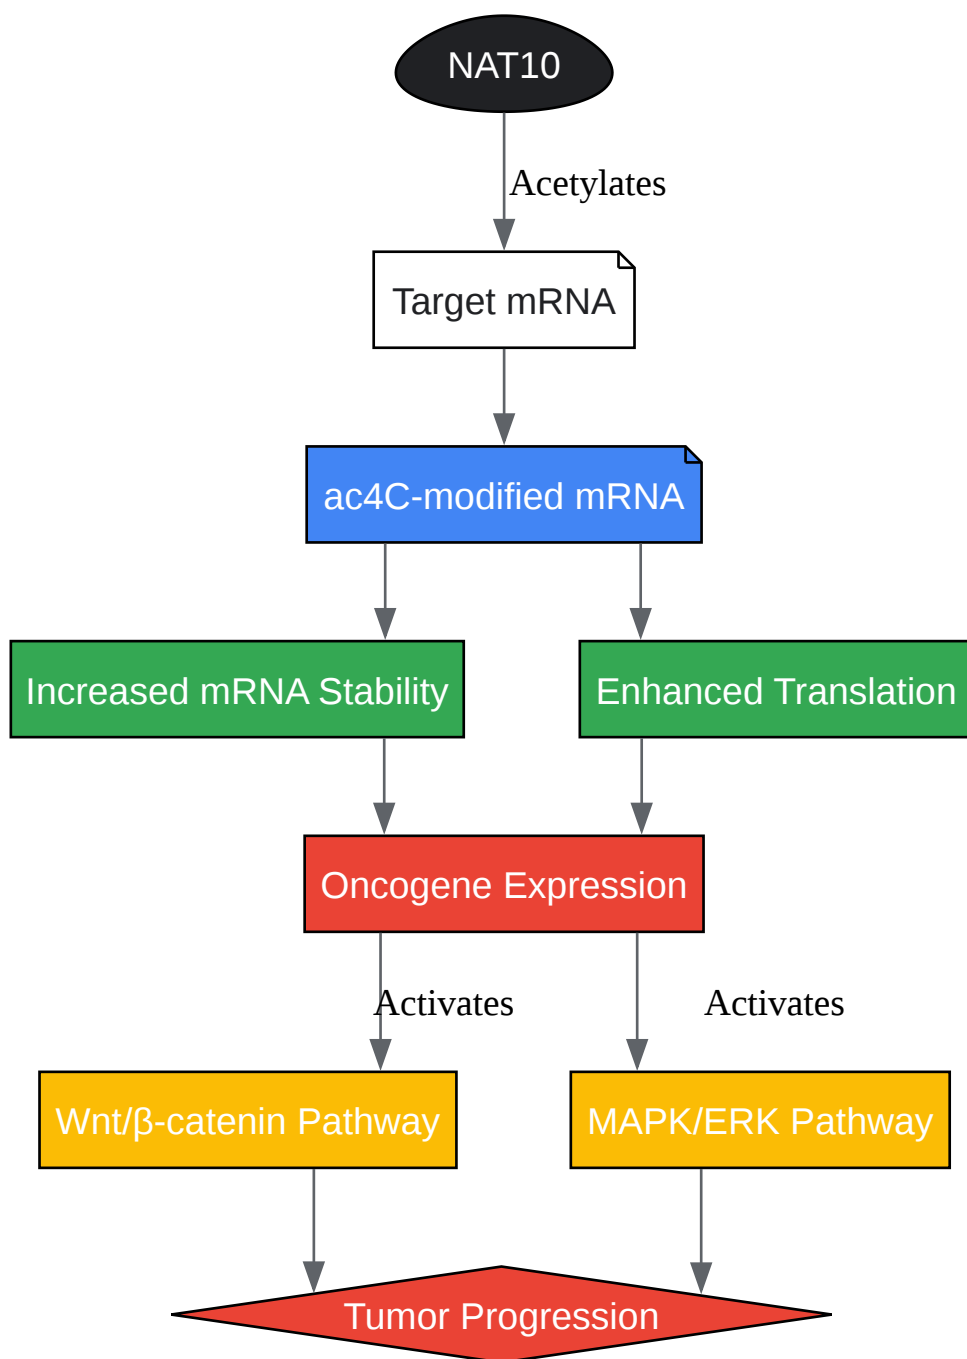 NAT10
Acetylates
Target mRNA
ac4C-modified mRNA
Increased mRNA Stability
Enhanced Translation
Oncogene Expression
Activates
Activates
Wnt/β-catenin Pathway
MAPK/ERK Pathway
Tumor Progression